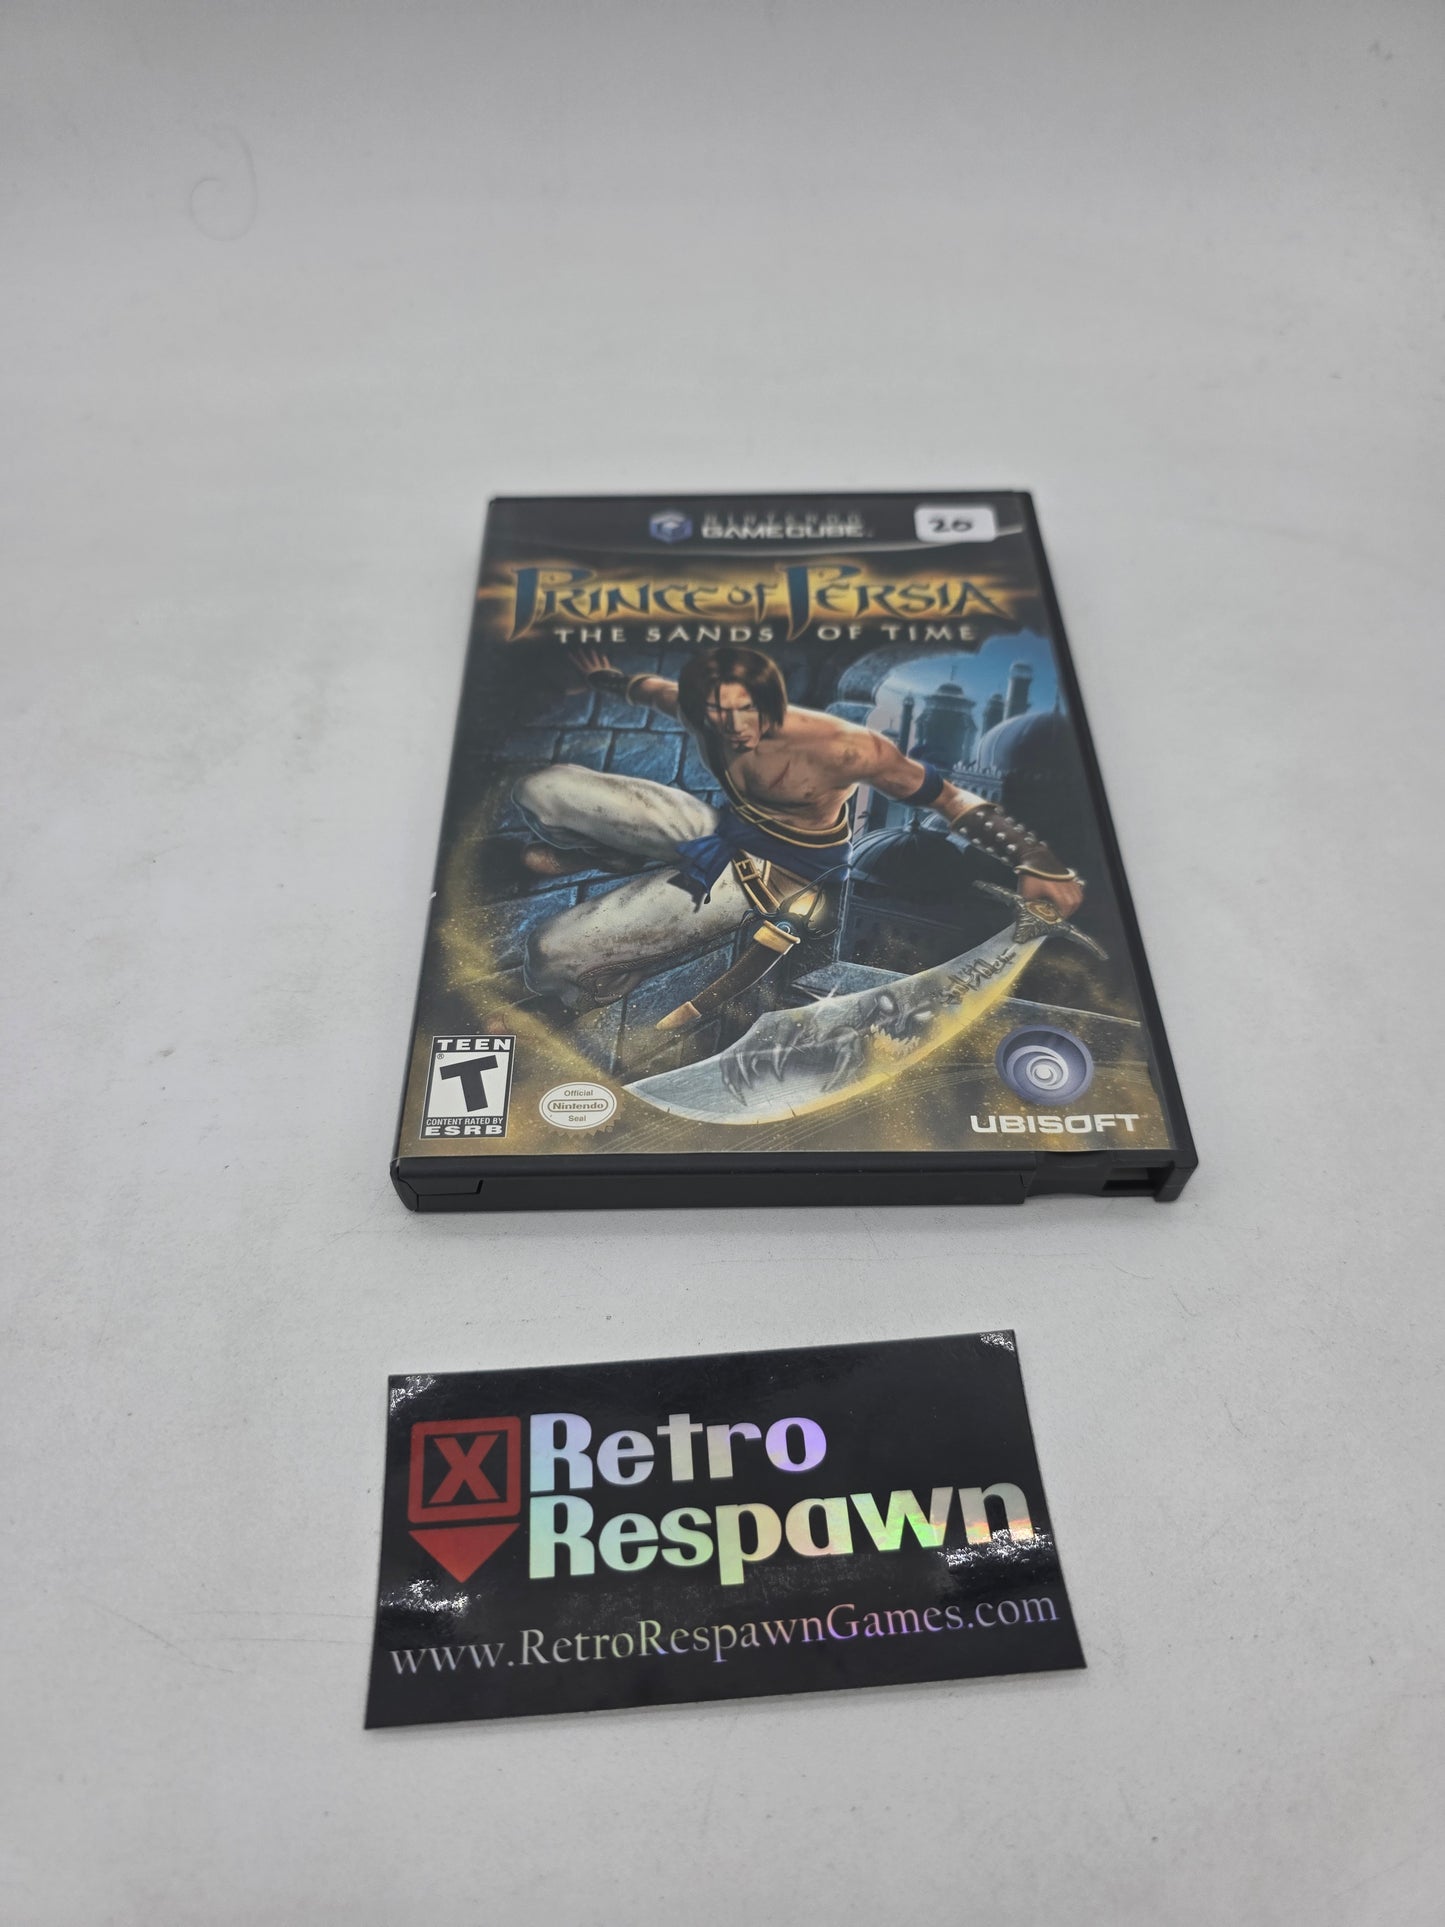 NINTENDO
GAMECUBE™
20
PRINCE OF PERSIA
THE SANDS OF TIME
TEEN
T
®
CONTENT RATED BY
ESRB
Official
Nintendo
Seal
UBISOFT
X
Retro
Respawn
www.RetroRespawnGames.com